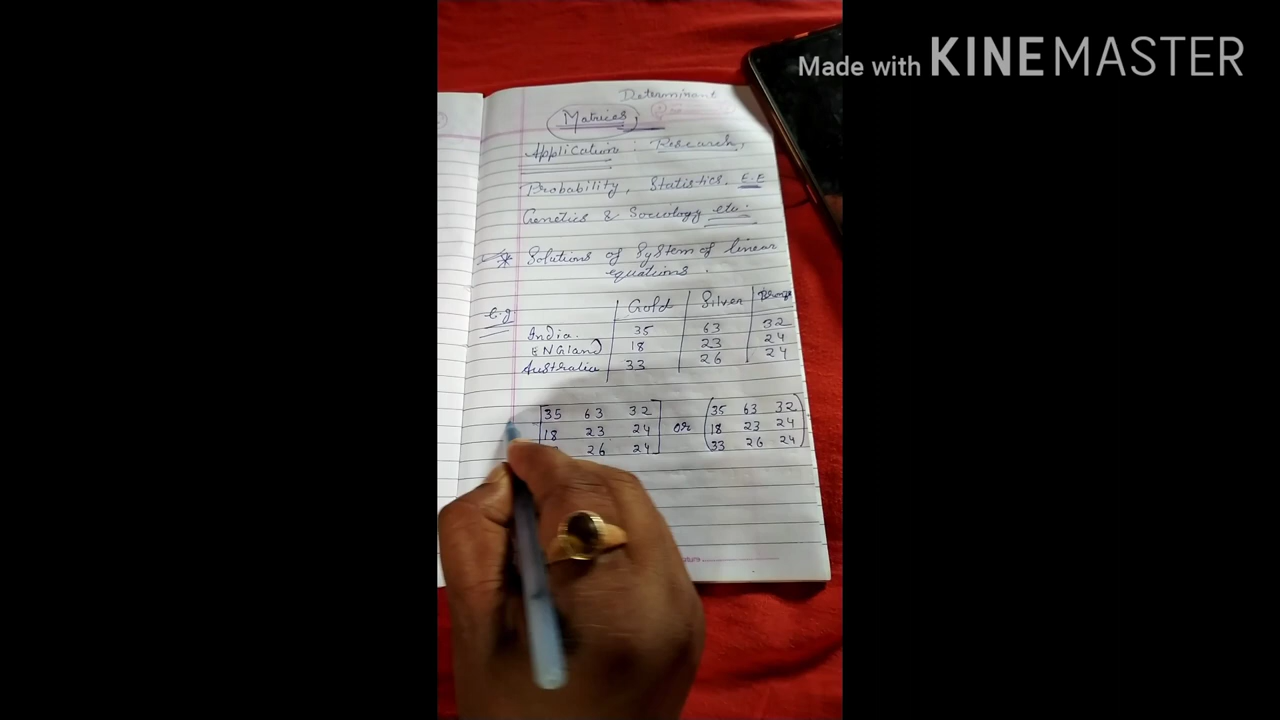 Made with KINEMASTER
Determinant
Matrices
Application: Research,
Probability, Statistics, E.E
Genetics & Sociology etc.
* Solutions of System of linear
equations.
e.g. Gold Silver Bronze
India. 35 63 32
ENGland 18 23 24
Australia 33 26 24
35 63 32 or 35 63 32
18 23 24 18 23 24
26 24 33 26 24